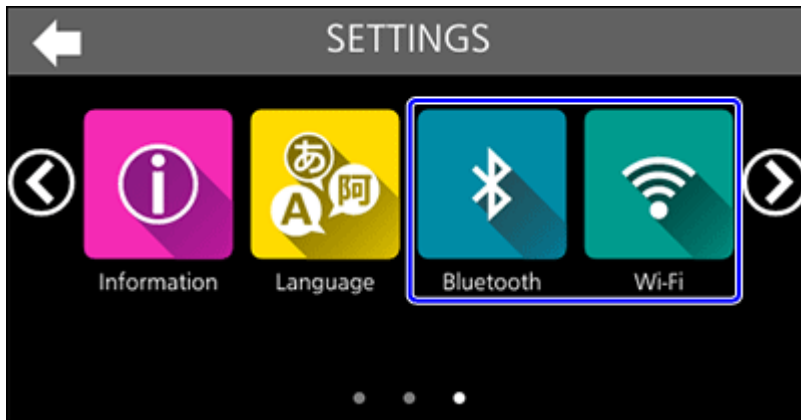 SETTINGS
i
あ
A
阿
Information
Language
Bluetooth
Wi-Fi